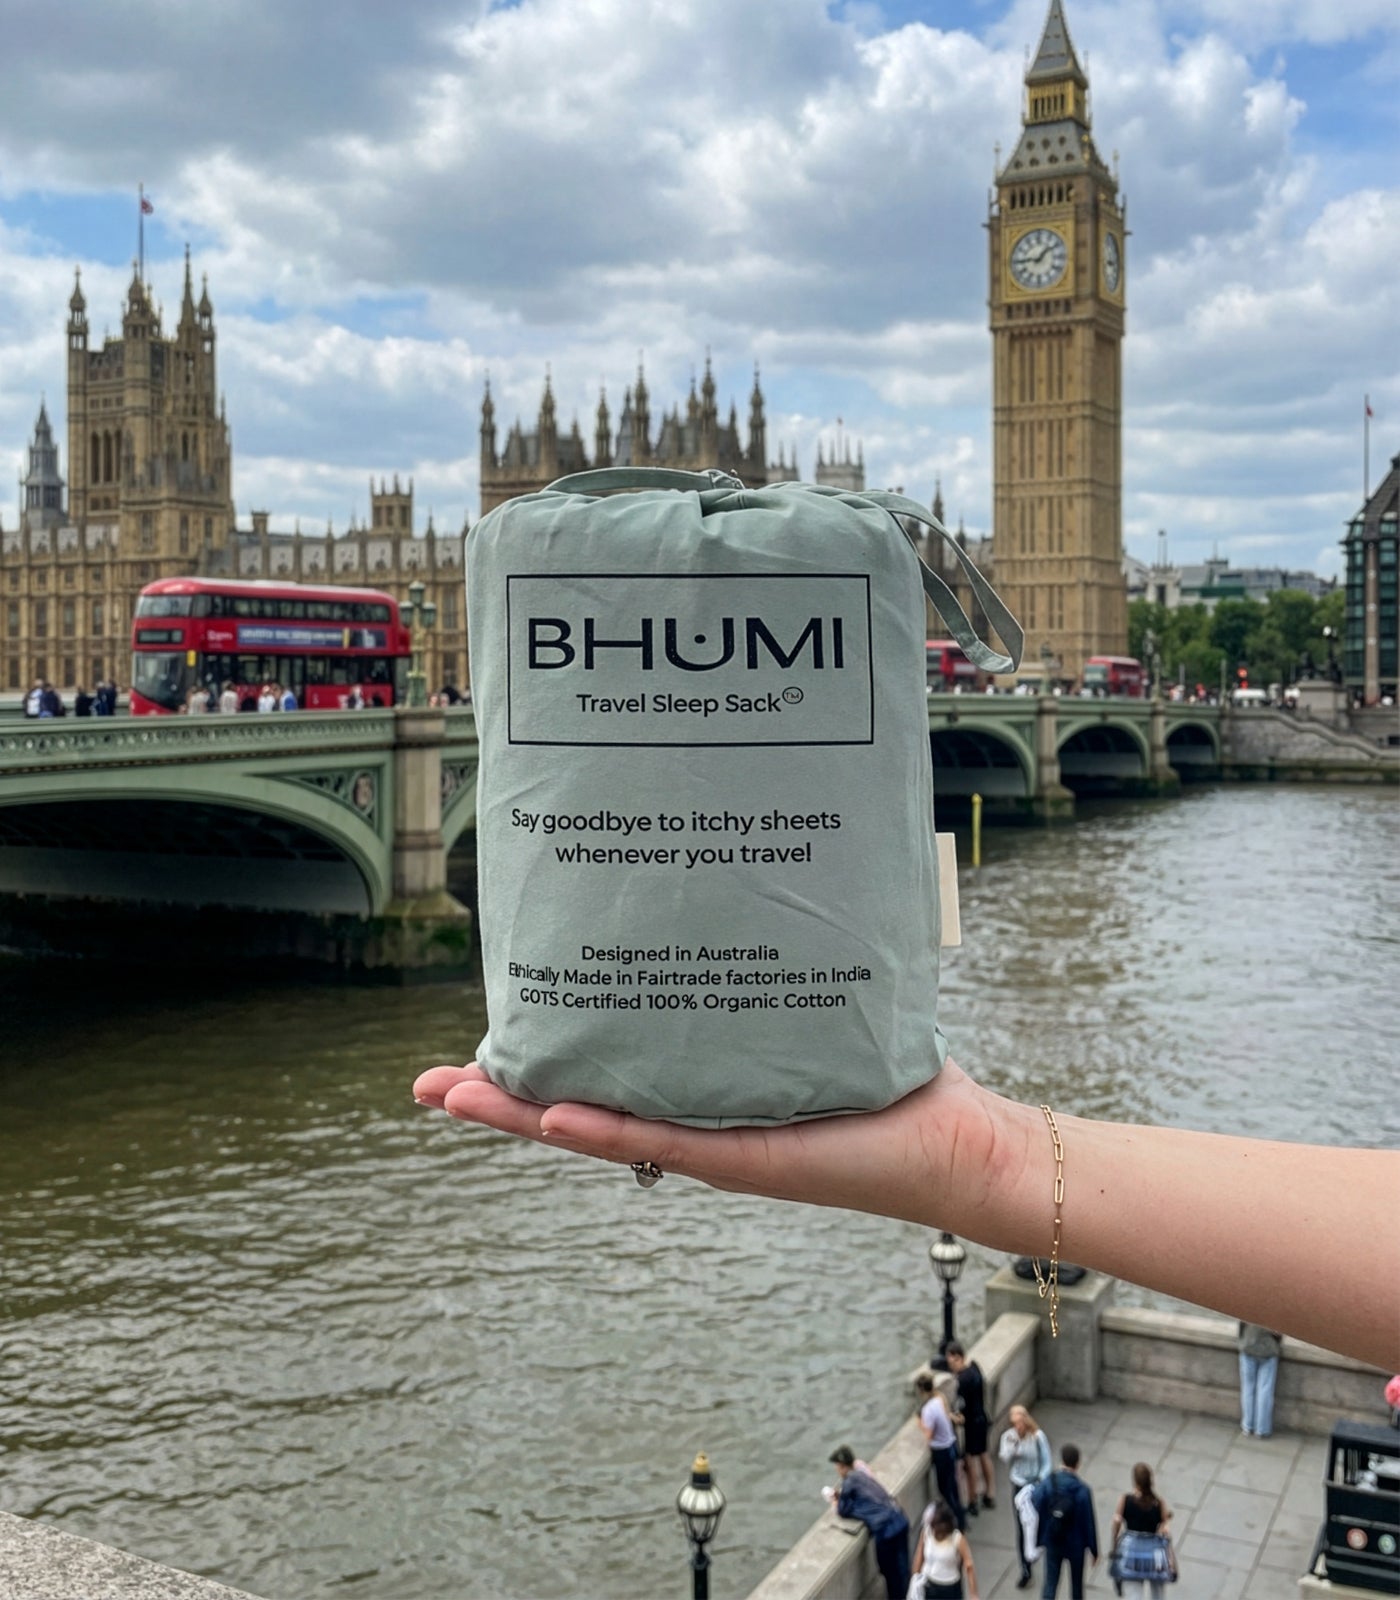 BHUMI
Travel Sleep Sack™
Say goodbye to itchy sheets
whenever you travel
Designed in Australia
Ethically Made in Fairtrade factories in India
GOTS Certified 100% Organic Cotton